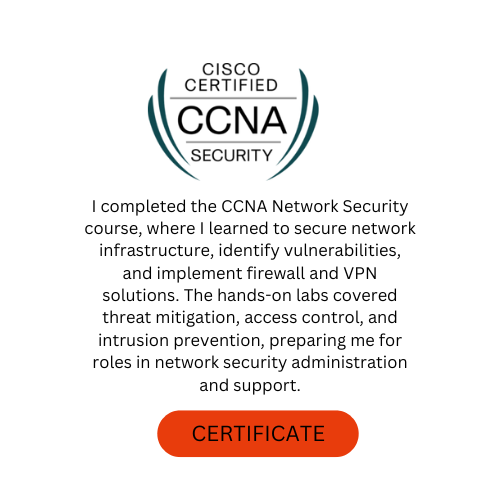 CISCO
CERTIFIED
CCNA
SECURITY
I completed the CCNA Network Security
course, where I learned to secure network
infrastructure, identify vulnerabilities,
and implement firewall and VPN
solutions. The hands-on labs covered
threat mitigation, access control, and
intrusion prevention, preparing me for
roles in network security administration
and support.
CERTIFICATE